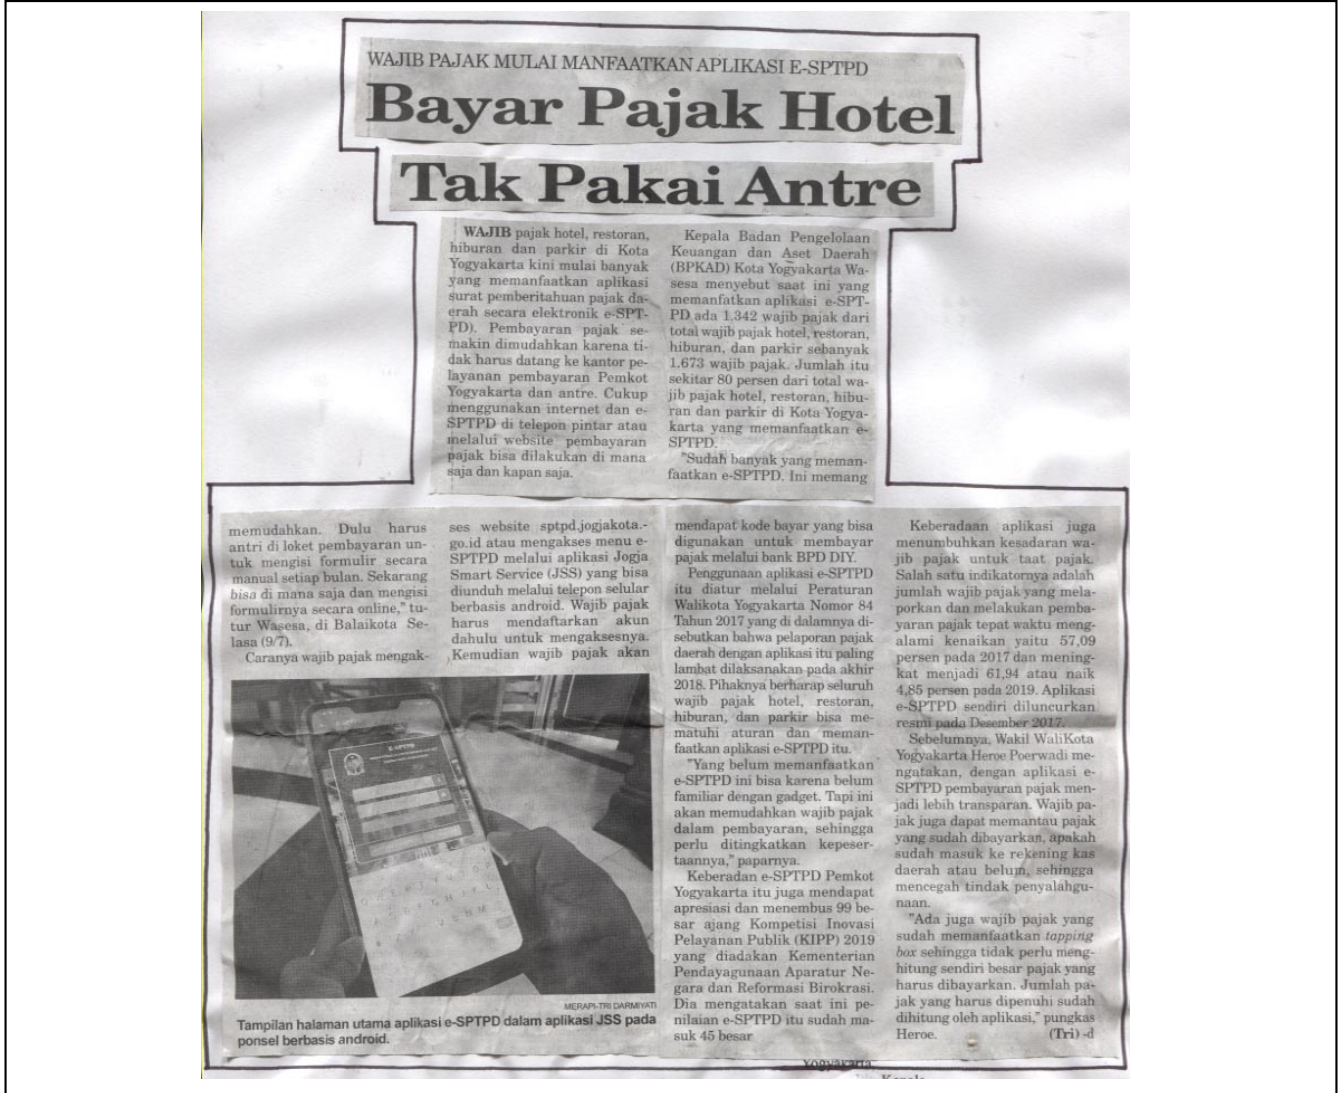 WAJIB PAJAK MULAI MANFAATKAN APLIKASI E-SPTPD
Bayar Pajak Hotel
Tak Pakai Antre
WAJIB pajak hotel, restoran,
hiburan dan parkir di Kota
Yogyakarta kini mulai banyak
yang memanfaatkan aplikasi
surat pemberitahuan pajak da-
erah secara elektronik e-SPT-
PD). Pembayaran pajak se-
makin dimudahkan karena ti-
dak harus datang ke kantor pe-
layanan pembayaran Pemkot
Yogyakarta dan antre. Cukup
menggunakan internet dan e-
SPTPD di telepon pintar atau
melalui website pembayaran
pajak bisa dilakukan di mana
saja dan kapan saja.
Kepala Badan Pengelolaan
Keuangan dan Aset Daerah
(BPKAD) Kota Yogyakarta Wa-
sesa menyebut saat ini yang
memanfatkan aplikasi e-SPT-
PD ada 1.342 wajib pajak dari
total wajib pajak hotel, restoran,
hiburan, dan parkir sebanyak
1.673 wajib pajak. Jumlah itu
sekitar 80 persen dari total wa-
jib pajak hotel, restoran, hibu-
ran dan parkir di Kota Yogya-
karta yang memanfaatkan e-
SPTPD.
"Sudah banyak yang meman-
faatkan e-SPTPD. Ini memang
memudahkan. Dulu harus
antri di loket pembayaran un-
tuk mengisi formulir secara
manual setiap bulan. Sekarang
bisa di mana saja dan mengisi
formulirnya secara online," tu-
tur Wasesa, di Balaikota Se-
lasa (9/7).
Caranya wajib pajak mengak-
ses website sptpd.jogjakota.-
go.id atau mengakses menu e-
SPTPD melalui aplikasi Jogja
Smart Service (JSS) yang bisa
diunduh melalui telepon selular
berbasis android. Wajib pajak
harus mendaftarkan akun
dahulu untuk mengaksesnya.
Kemudian wajib pajak akan
E-SPTPD
MERAPI-TRI DARMIYATI
Tampilan halaman utama aplikasi e-SPTPD dalam aplikasi JSS pada
ponsel berbasis android.
mendapat kode bayar yang bisa
digunakan untuk membayar
pajak melalui bank BPD DIY.
Penggunaan aplikasi e-SPTPD
itu diatur melalui Peraturan
Walikota Yogyakarta Nomor 84
Tahun 2017 yang di dalamnya di-
sebutkan bahwa pelaporan pajak
daerah dengan aplikasi itu paling
lambat dilaksanakan pada akhir
2018. Pihaknya berharap seluruh
wajib pajak hotel, restoran,
hiburan, dan parkir bisa me-
matuhi aturan dan meman-
faatkan aplikasi e-SPTPD itu.
"Yang belum memanfaatkan
e-SPTPD ini bisa karena belum
familiar dengan gadget. Tapi ini
akan memudahkan wajib pajak
dalam pembayaran, sehingga
perlu ditingkatkan kepeser-
taannya," paparnya.
Keberadan e-SPTPD Pemkot
Yogyakarta itu juga mendapat
apresiasi dan menembus 99 be-
sar ajang Kompetisi Inovasi
Pelayanan Publik (KIPP) 2019
yang diadakan Kementerian
Pendayagunaan Aparatur Ne-
gara dan Reformasi Birokrasi.
Dia mengatakan saat ini pe-
nilaian e-SPTPD itu sudah ma-
suk 45 besar
Keberadaan aplikasi juga
menumbuhkan kesadaran wa-
jib pajak untuk taat pajak.
Salah satu indikatornya adalah
jumlah wajib pajak yang mela-
porkan dan melakukan pemba-
yaran pajak tepat waktu meng-
alami kenaikan yaitu 57,09
persen pada 2017 dan mening-
kat menjadi 61,94 atau naik
4,85 persen pada 2019. Aplikasi
e-SPTPD sendiri diluncurkan
resmi pada Desember 2017.
Sebelumnya, Wakil WaliKota
Yogyakarta Heroe Poerwadi me-
ngatakan, dengan aplikasi e-
SPTPD pembayaran pajak men-
jadi lebih transparan. Wajib pa-
jak juga dapat memantau pajak
yang sudah dibayarkan, apakah
sudah masuk ke rekening kas
daerah atau belum, sehingga
mencegah tindak penyalahgu-
naan.
"Ada juga wajib pajak yang
sudah memanfaatkan tapping
box sehingga tidak perlu meng-
hitung sendiri besar pajak yang
harus dibayarkan. Jumlah pa-
jak yang harus dipenuhi sudah
dihitung oleh aplikasi," pungkas
Heroe. (Tri) -d
Yogyakarta,